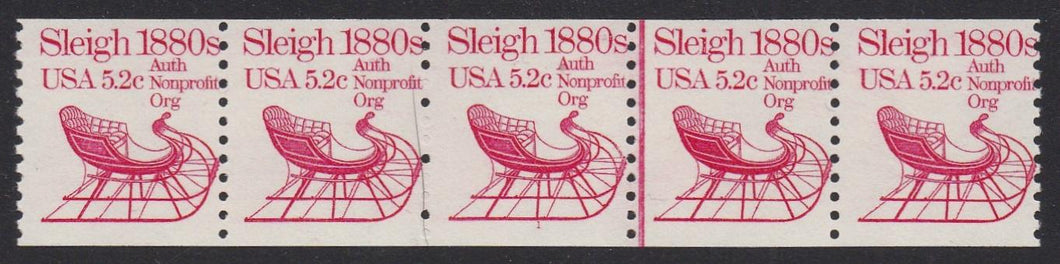 Sleigh 1880s Sleigh 1880s Sleigh 1880s Sleigh 1880s Sleigh 1880s
USA 5.2c Auth Nonprofit Org USA 5.2c Auth Nonprofit Org USA 5.2c Auth Nonprofit Org USA 5.2c Auth Nonprofit Org USA 5.2c Auth Nonprofit Org
1